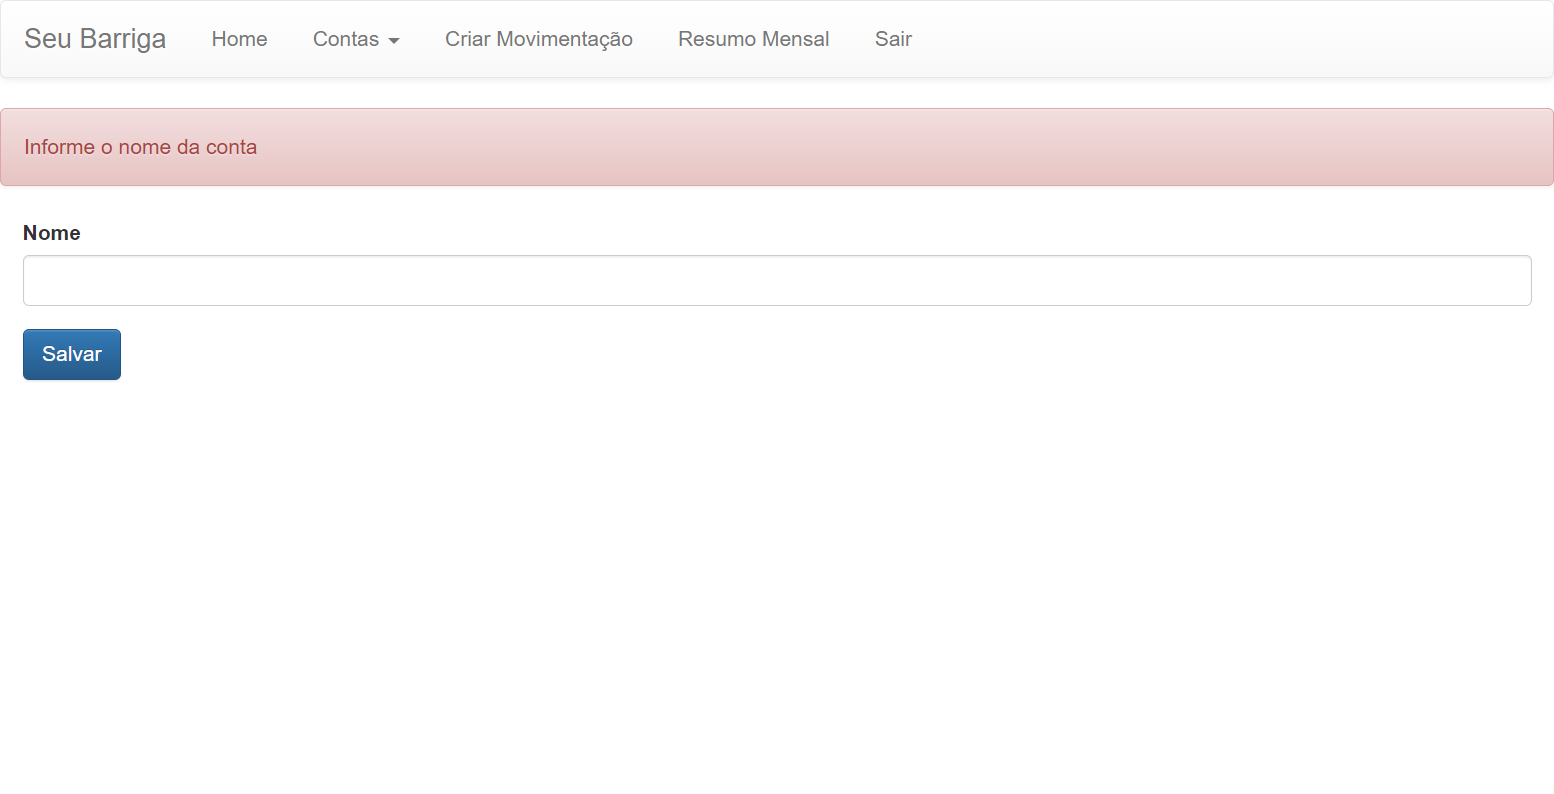 Seu Barriga Home Contas Criar Movimentação Resumo Mensal Sair
Informe o nome da conta
Nome
Salvar